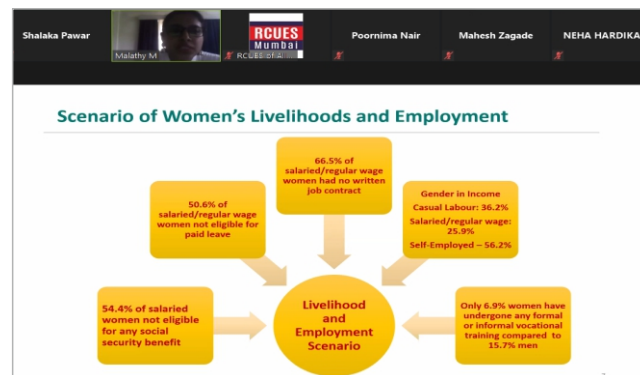 Shalaka Pawar
Malathy M
RCUES
Mumbai
RCUES of A
Poornima Nair
Mahesh Zagade
NEHA HARDIKA
Scenario of Women's Livelihoods and Employment
66.5% of
salaried/regular wage
women had no written
job contract
50.6% of
salaried/regular wage
women not eligible for
paid leave
Gender in Income
Casual Labour: 36.2%
Salaried/regular wage:
25.9%
Self-Employed – 56.2%
54.4% of salaried
women not eligible
for any social
security benefit
Livelihood
and
Employment
Scenario
Only 6.9% women have
undergone any formal
or informal vocational
training compared to
15.7% men